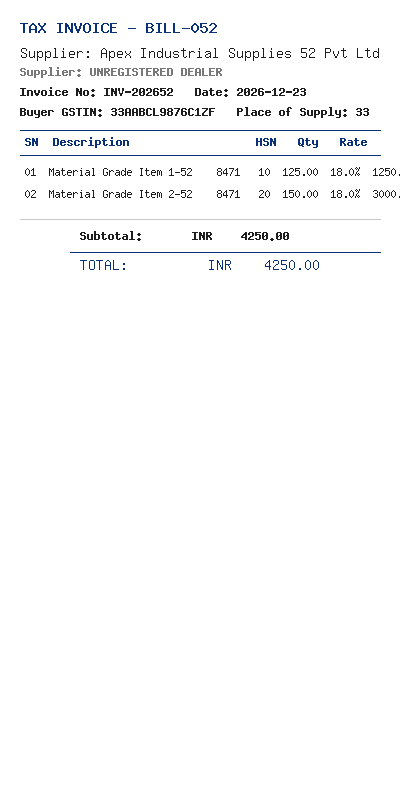 TAX INVOICE - BILL-052
Supplier: Apex Industrial Supplies 52 Pvt Ltd
Supplier: UNREGISTERED DEALER
Invoice No: INV-202652 Date: 2026-12-23
Buyer GSTIN: 33AABCL9876C1ZF Place of Supply: 33
SN Description HSN Qty Rate
01 Material Grade Item 1-52 8471 10 125.00 18.0% 1250.
02 Material Grade Item 2-52 8471 20 150.00 18.0% 3000.
Subtotal: INR 4250.00
TOTAL: INR 4250.00